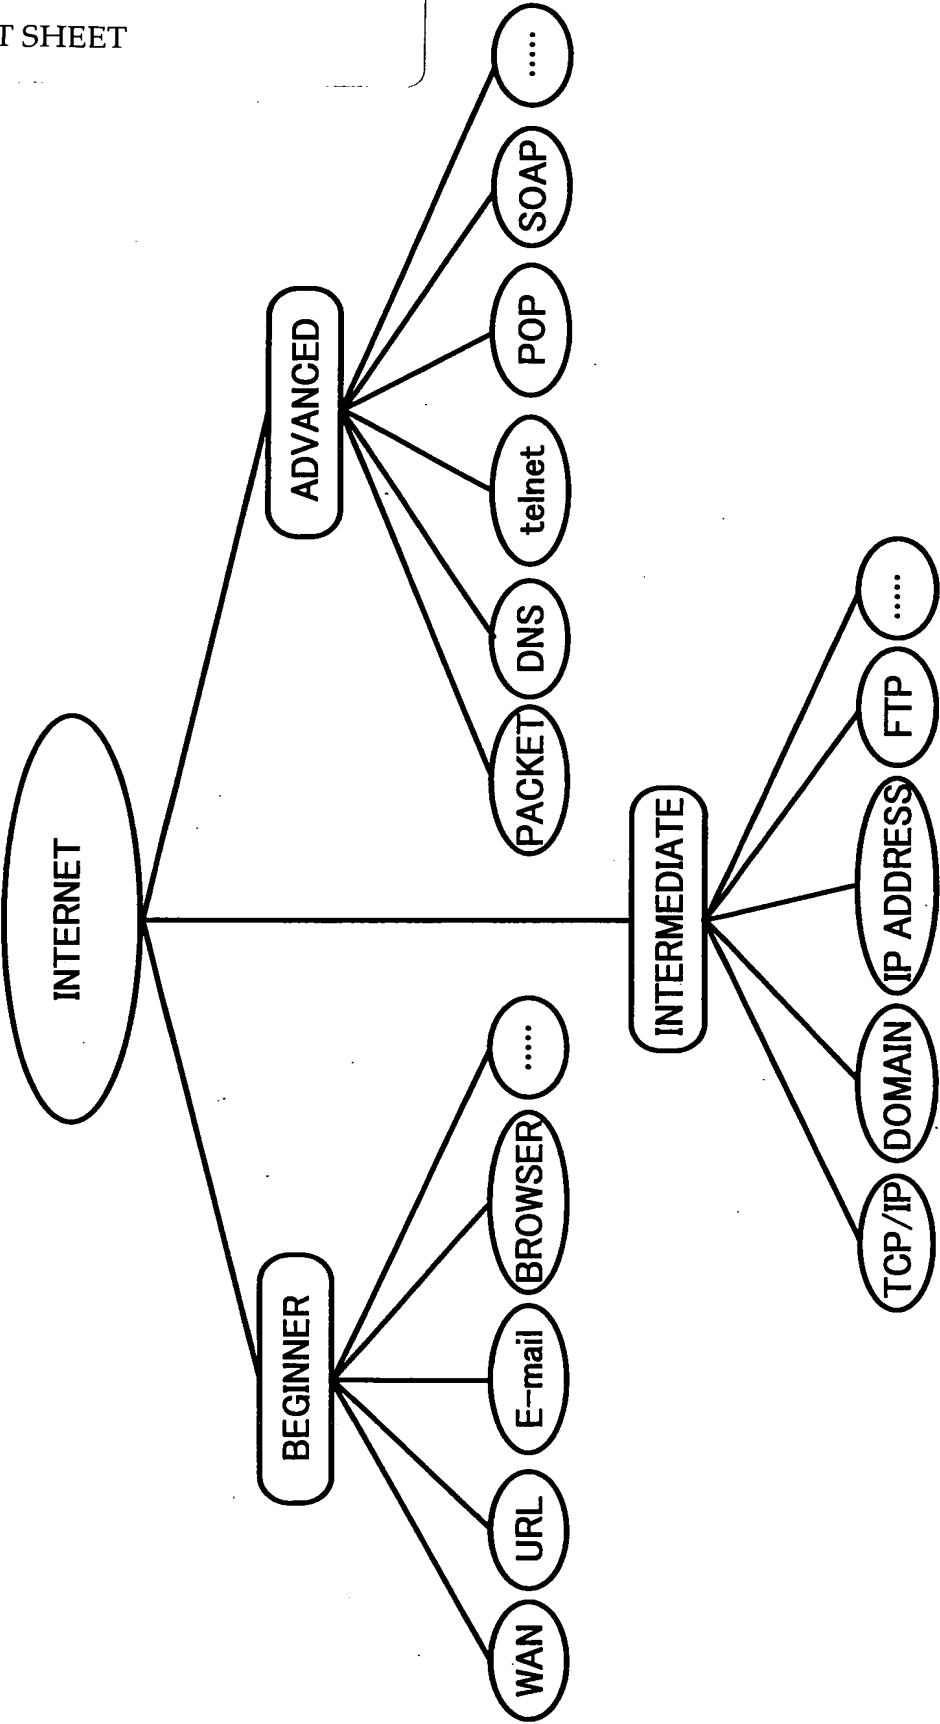 T SHEET
INTERNET
BEGINNER
ADVANCED
INTERMEDIATE
WAN
URL
E-mail
BROWSER
.....
PACKET
DNS
telnet
POP
SOAP
.....
TCP/IP
DOMAIN
IP ADDRESS
FTP
.....